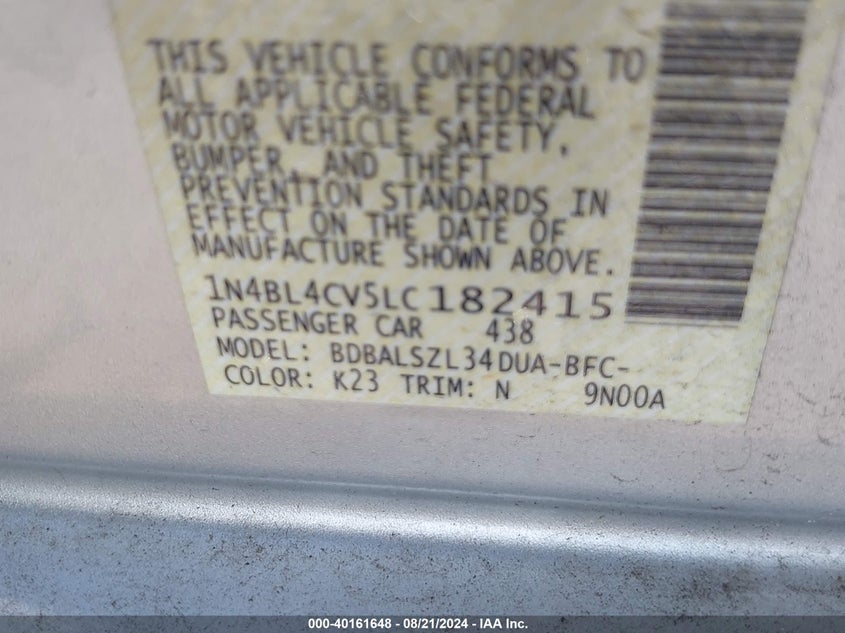 THIS VEHICLE CONFORMS TO
ALL APPLICABLE FEDERAL
MOTOR VEHICLE SAFETY,
BUMPER, AND THEFT
PREVENTION STANDARDS IN
EFFECT ON THE DATE OF
MANUFACTURE SHOWN ABOVE.
1N4BL4CV5LC182415
PASSENGER CAR 438
MODEL: BDBALSZL34DUA-BFC-
COLOR: K23 TRIM: N 9N00A
000-40161648 - 08/21/2024 - IAA Inc.